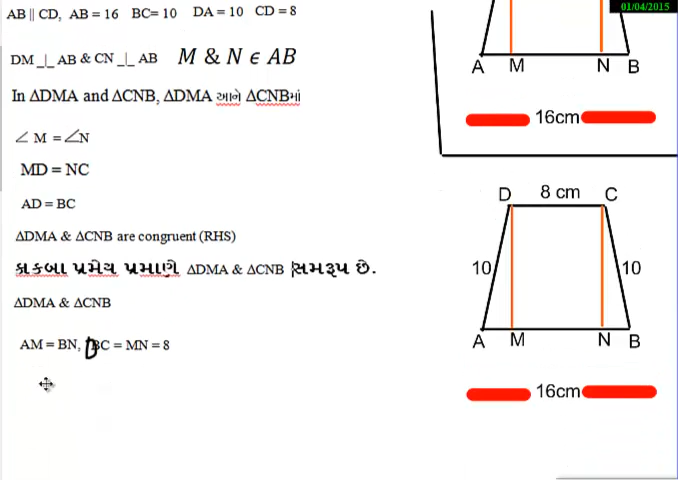 AB || CD, AB = 16 BC= 10 DA = 10 CD = 8
DM _|_ AB & CN _|_ AB M & N ϵ AB
In ΔDMA and ΔCNB, ΔDMA અાને ΔCNBમાં
∠ M = ∠N
MD = NC
AD = BC
ΔDMA & ΔCNB are congruent (RHS)
કાકબા પ્રમેય પ્રમાણે ΔDMA & ΔCNB સમરૂપ છે.
ΔDMA & ΔCNB
AM = BN, DC = MN = 8
01/04/2015
A M N B
16cm
D 8 cm C
10 10
A M N B
16cm